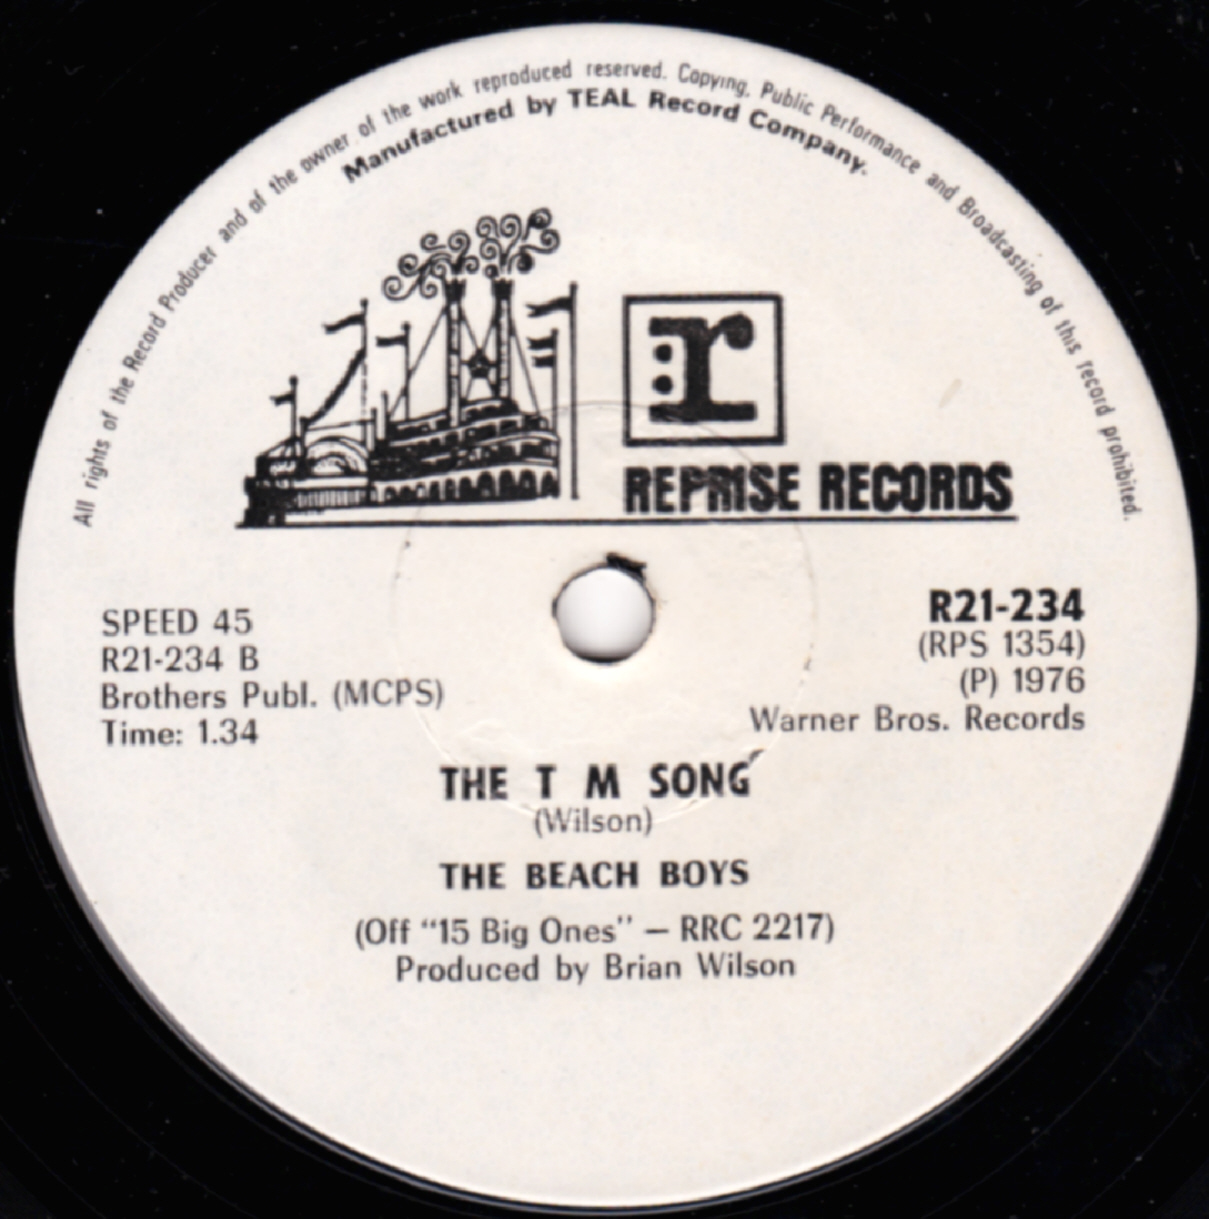 All rights of the Record Producer and of the owner of the work reproduced reserved. Copying, Public Performance and Broadcasting of this record prohibited.
Manufactured by TEAL Record Company.
r
REPRISE RECORDS
SPEED 45
R21-234 B
Brothers Publ. (MCPS)
Time: 1.34
R21-234
(RPS 1354)
(P) 1976
Warner Bros. Records
THE T M SONG
(Wilson)
THE BEACH BOYS
(Off "15 Big Ones" — RRC 2217)
Produced by Brian Wilson